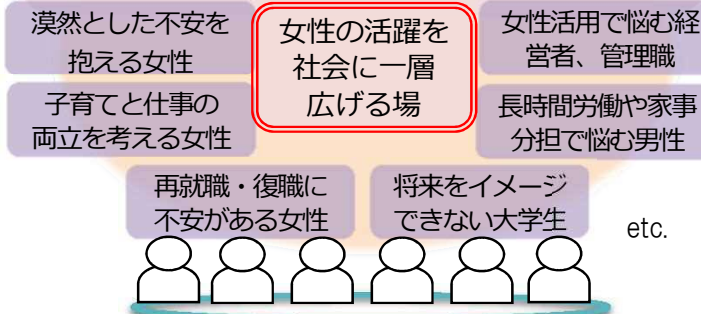 漠然とした不安を
抱える女性
女性の活躍を
社会に一層
広げる場
女性活用で悩む経
営者、管理職
子育てと仕事の
両立を考える女性
長時間労働や家事
分担で悩む男性
再就職・復職に
不安がある女性
将来をイメージ
できない大学生
etc.